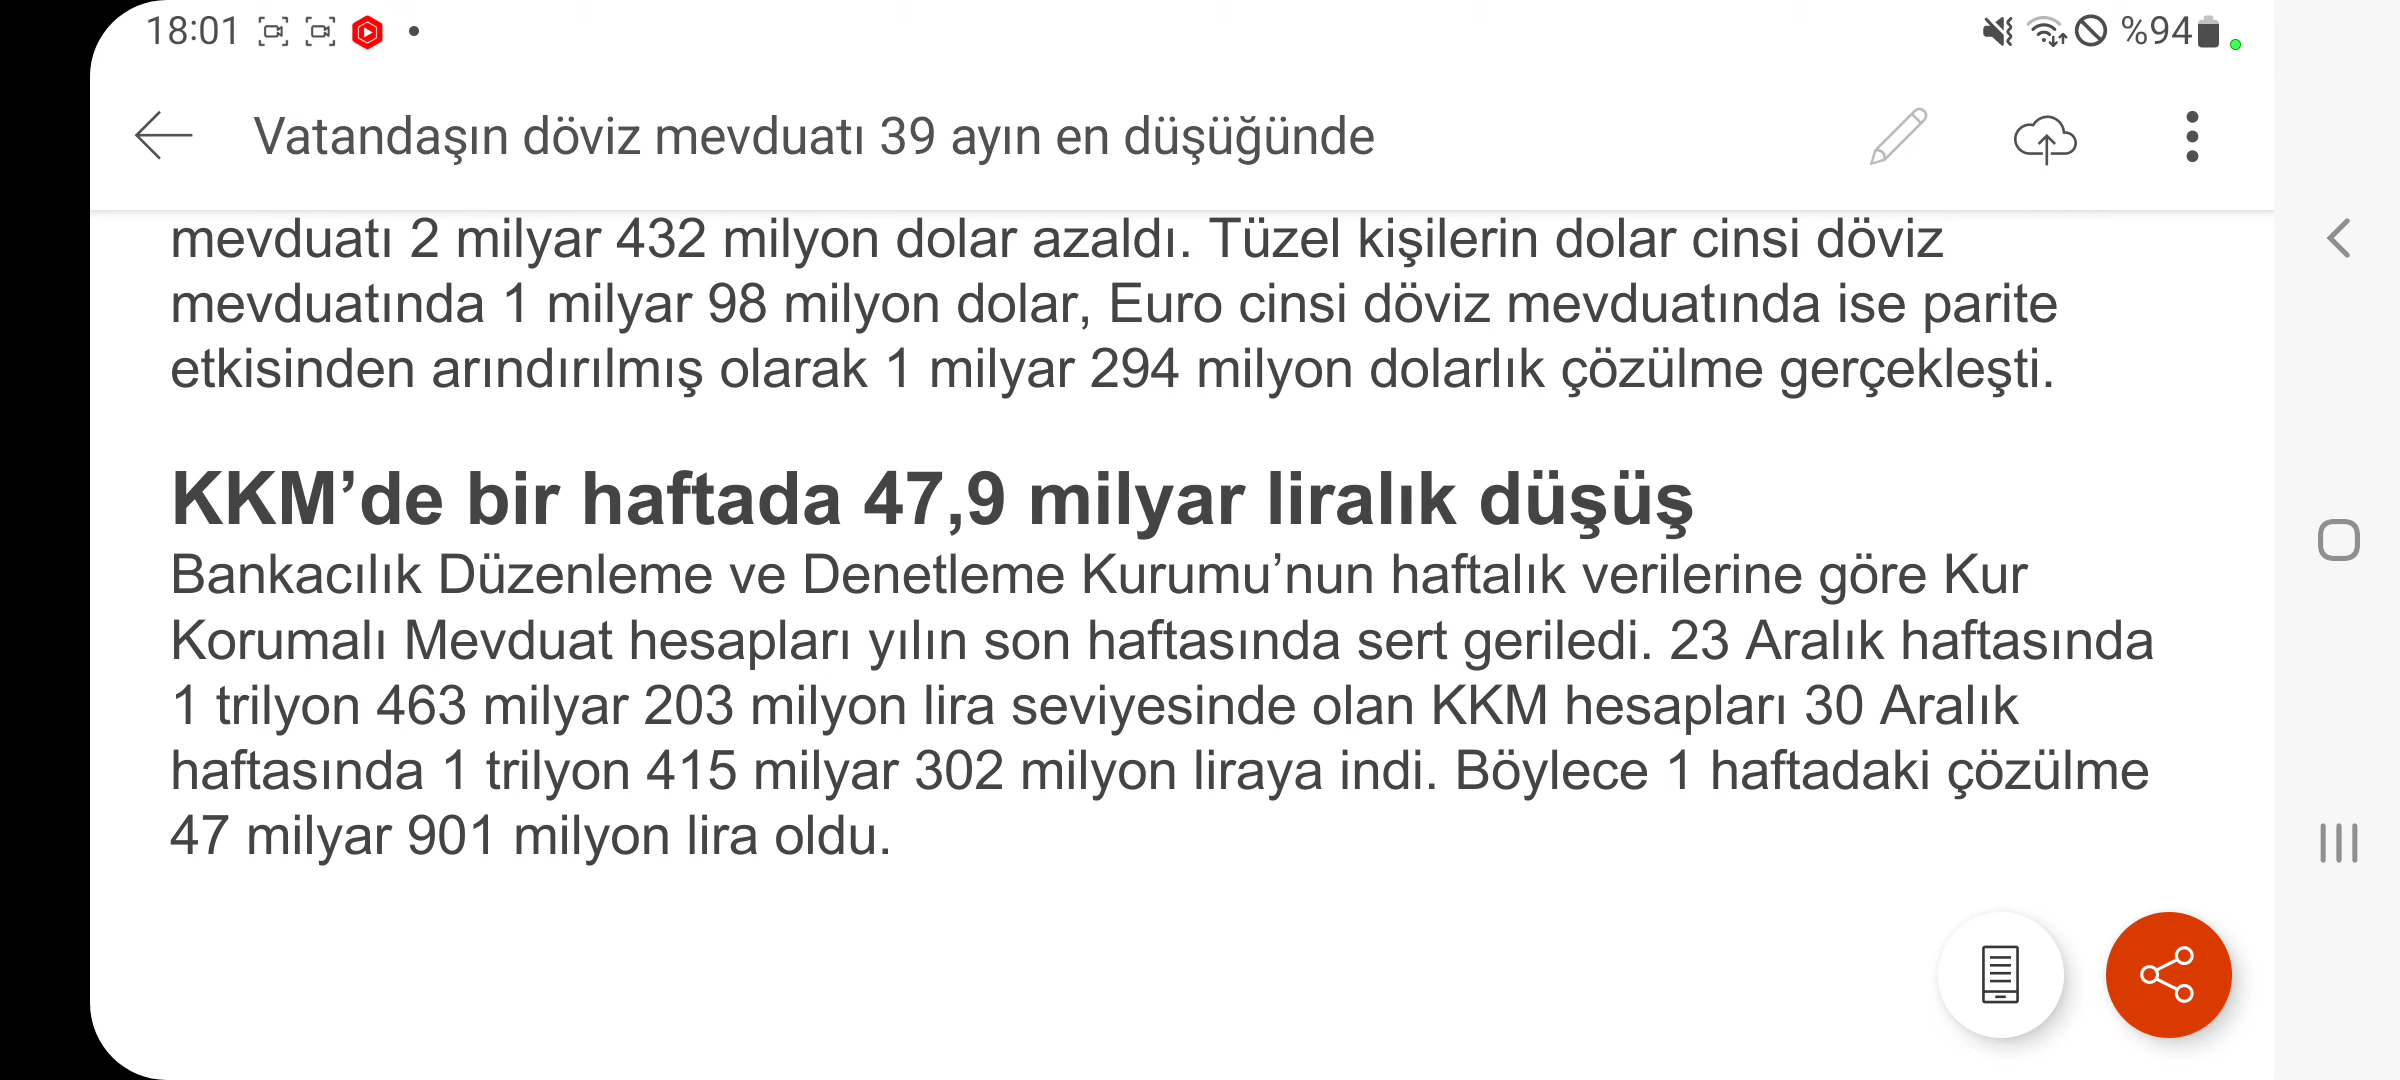 18:01
%94
Vatandaşın döviz mevduatı 39 ayın en düşüğünde
mevduatı 2 milyar 432 milyon dolar azaldı. Tüzel kişilerin dolar cinsi döviz
mevduatında 1 milyar 98 milyon dolar, Euro cinsi döviz mevduatında ise parite
etkisinden arındırılmış olarak 1 milyar 294 milyon dolarlık çözülme gerçekleşti.
KKM’de bir haftada 47,9 milyar liralık düşüş
Bankacılık Düzenleme ve Denetleme Kurumu’nun haftalık verilerine göre Kur
Korumalı Mevduat hesapları yılın son haftasında sert geriledi. 23 Aralık haftasında
1 trilyon 463 milyar 203 milyon lira seviyesinde olan KKM hesapları 30 Aralık
haftasında 1 trilyon 415 milyar 302 milyon liraya indi. Böylece 1 haftadaki çözülme
47 milyar 901 milyon lira oldu.